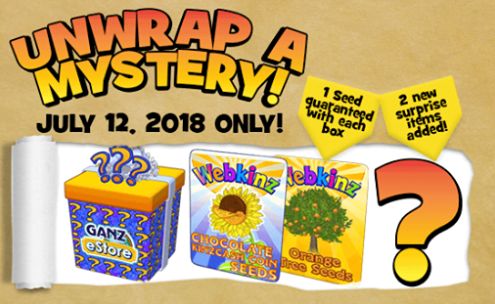 UNWRAP A
MYSTERY!
JULY 12, 2018 ONLY!
1 Seed
guaranteed
with each
box
2 new
surprise
items
added!
???
GANZ
eStore
Webkinz
CHOCOLATE
KINZCASH COIN
SEEDS
Webkinz
Orange
Tree Seeds
?